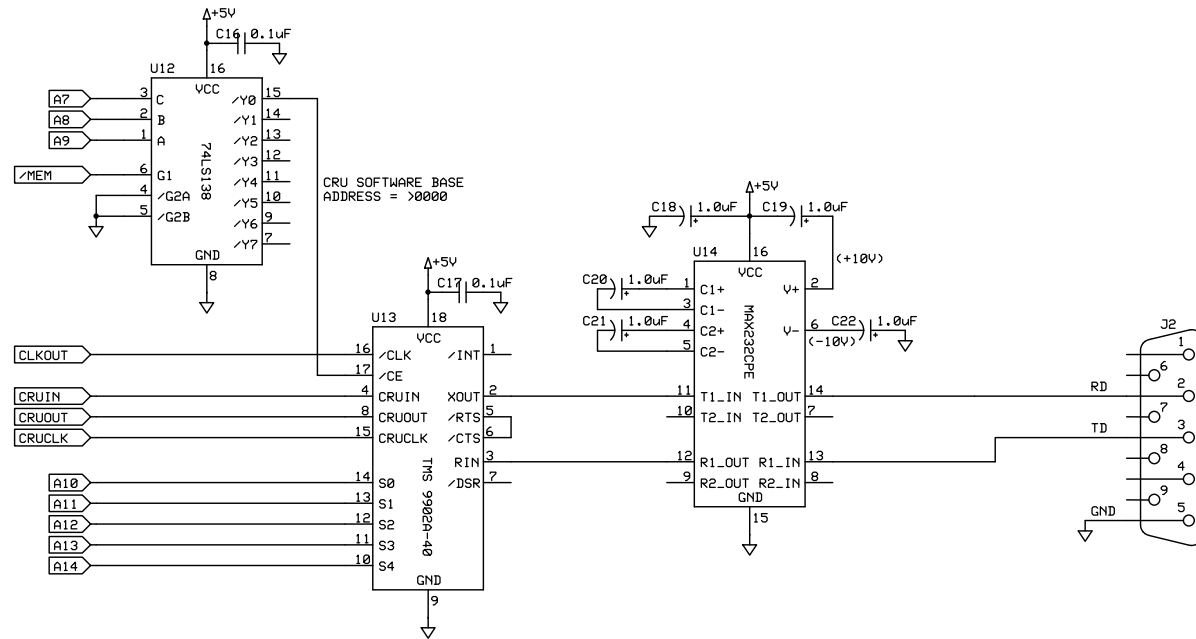 +5V
C16 0.1uF
U12
16
VCC
A7 3 C /Y0 15
A8 2 B /Y1 14
A9 1 A /Y2 13
/Y3 12
/MEM 6 G1 /Y4 11
4 /G2A /Y5 10
5 /G2B /Y6 9
/Y7 7
74LS138
GND
8
CRU SOFTWARE BASE
ADDRESS = >0000
+5V
C17 0.1uF
U13
18
VCC
CLKOUT 16 /CLK /INT 1
17 /CE
CRUIN 4 CRUIN XOUT 2
CRUOUT 8 CRUOUT /RTS 5
CRUCLK 15 CRUCLK /CTS 6
RIN 3
A10 14 S0 /DSR 7
A11 13 S1
A12 12 S2
A13 11 S3
A14 10 S4
TMS 9902A-40
GND
9
+5V
C18 1.0uF
C19 1.0uF
U14
16
VCC
(+10V)
C20 1.0uF 1 C1+ V+ 2
3 C1-
C21 1.0uF 4 C2+ V- 6 C22 1.0uF
(-10V)
5 C2-
MAX232CPE
11 T1_IN T1_OUT 14
10 T2_IN T2_OUT 7
12 R1_OUT R1_IN 13
9 R2_OUT R2_IN 8
GND
15
J2
1
6
RD 2
7
TD 3
8
4
9
GND 5